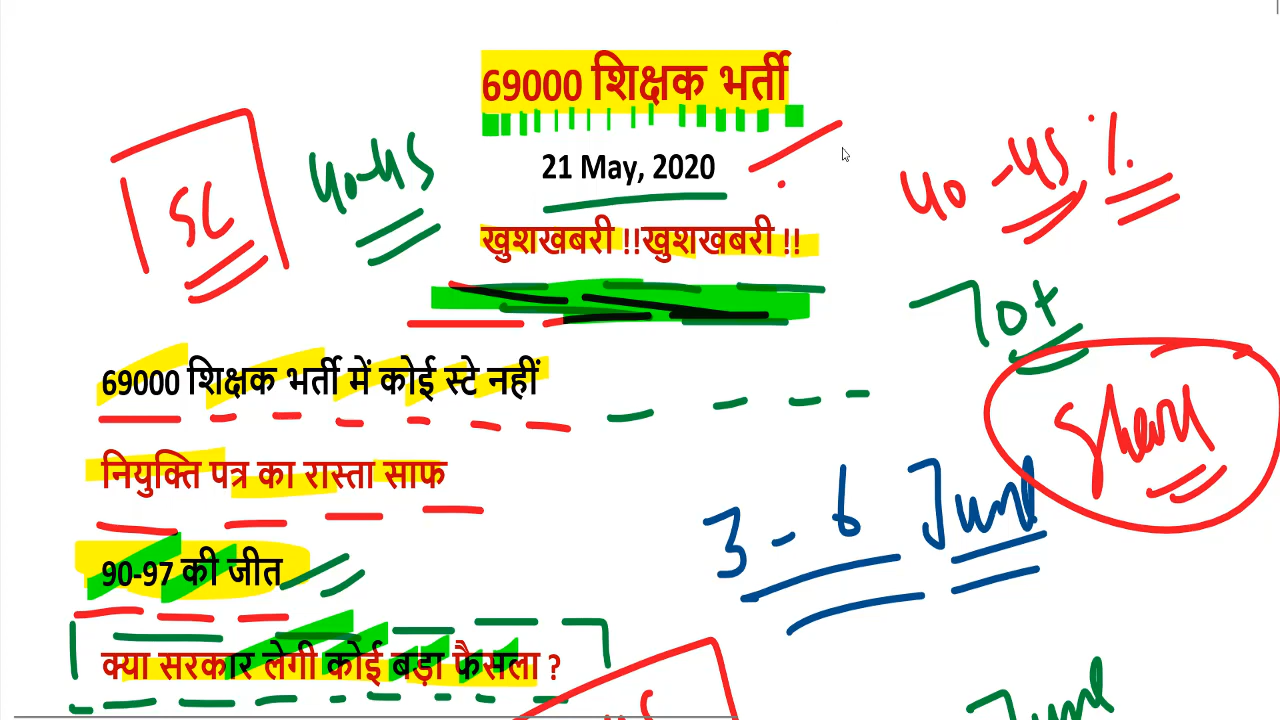 69000 शिक्षक भर्ती
21 May, 2020
SC
40-45
40-45 %
खुशखबरी !!खुशखबरी !!
70+
69000 शिक्षक भर्ती में कोई स्टे नहीं
नियुक्ति पत्र का रास्ता साफ
3 - 6 June
90-97 की जीत
क्या सरकार लेगी कोई बड़ा फैसला ?
June